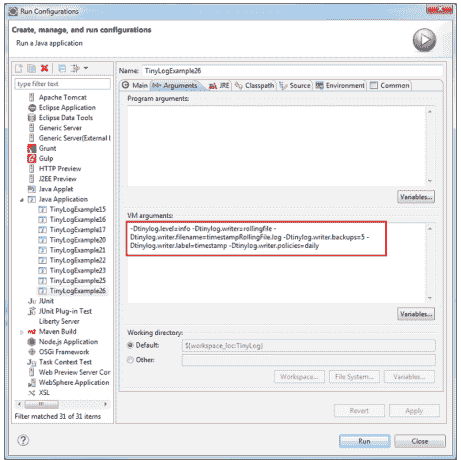 Run Configurations
Create, manage, and run configurations
Run a Java application
type filter text
Apache Tomcat
Eclipse Application
Eclipse Data Tools
Generic Server
Generic Server(External l
Grunt
Gulp
HTTP Preview
J2EE Preview
Java Applet
Java Application
TinyLogExample15
TinyLogExample16
TinyLogExample17
TinyLogExample20
TinyLogExample21
TinyLogExample22
TinyLogExample23
TinyLogExample25
TinyLogExample26
JUnit
JUnit Plug-in Test
Liberty Server
Maven Build
Node.js Application
OSGi Framework
Task Context Test
Web Preview Server Cor
WebSphere Application
XSL
Filter matched 31 of 31 items
Name: TinyLogExample26
Main Arguments JRE Classpath Source Environment Common
Program arguments:
Variables...
VM arguments:
-Dtinylog.level=info -Dtinylog.writer=rollingfile -
Dtinylog.writer.filename=timestampRollingFile.log -Dtinylog.writer.backups=5 -
Dtinylog.writer.label=timestamp -Dtinylog.writer.policies=daily
Variables...
Working directory:
Default: ${workspace_loc:TinyLog}
Other:
Workspace... File System... Variables...
Revert Apply
Run Close